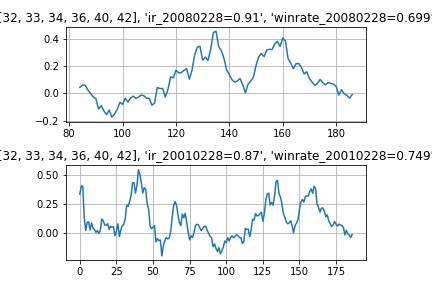 [32, 33, 34, 36, 40, 42], 'ir_20080228=0.91', 'winrate_20080228=0.699'
0.4
0.2
0.0
−0.2
80 100 120 140 160 180
[32, 33, 34, 36, 40, 42], 'ir_20010228=0.87', 'winrate_20010228=0.749'
0.50
0.25
0.00
0 25 50 75 100 125 150 175